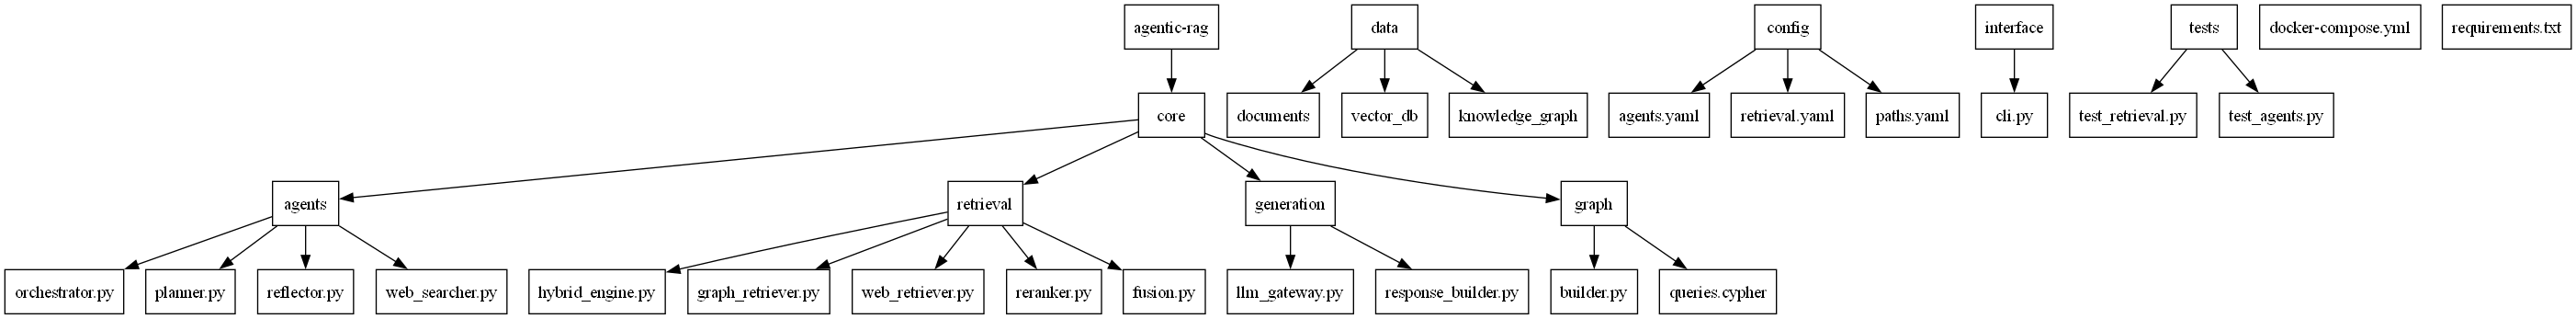 agentic-rag
data
config
interface
tests
docker-compose.yml
requirements.txt
core
documents
vector_db
knowledge_graph
agents.yaml
retrieval.yaml
paths.yaml
cli.py
test_retrieval.py
test_agents.py
agents
retrieval
generation
graph
orchestrator.py
planner.py
reflector.py
web_searcher.py
hybrid_engine.py
graph_retriever.py
web_retriever.py
reranker.py
fusion.py
llm_gateway.py
response_builder.py
builder.py
queries.cypher